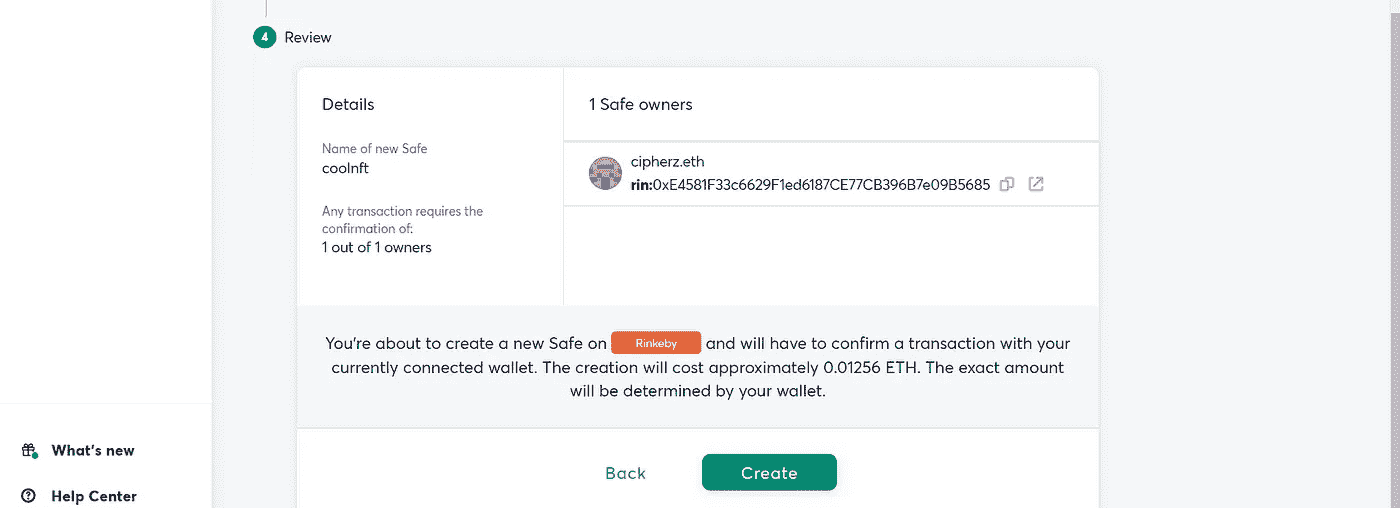 4 Review
Details
Name of new Safe
coolnft
Any transaction requires the
confirmation of:
1 out of 1 owners
1 Safe owners
cipherz.eth
rin:0xE4581F33c6629F1ed6187CE77CB396B7e09B5685
You're about to create a new Safe on Rinkeby and will have to confirm a transaction with your
currently connected wallet. The creation will cost approximately 0.01256 ETH. The exact amount
will be determined by your wallet.
Back
Create
What's new
Help Center